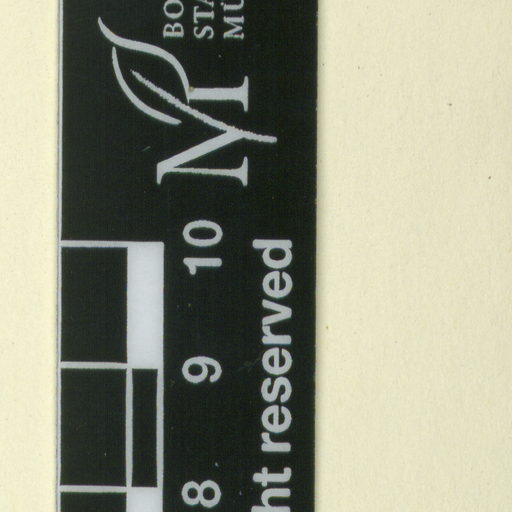 BO
STA
MÜ
M
8 9 10
ht reserved